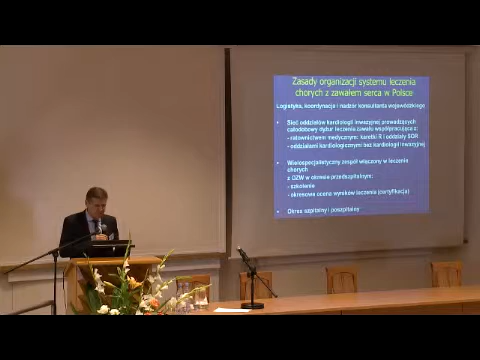 Zasady organizacji systemu leczenia
chorych z zawałem serca w Polsce
Logistyka, koordynacja i nadzór konsultanta wojewódzkiego
• Sieć oddziałów kardiologii inwazyjnej prowadzących
całodobowy dyżur leczenia zawału współpracująca z:
- ratownictwem medycznym: karetki R i oddziały SOR
- oddziałami kardiologicznymi bez kardiologii inwazyjnej
• Wielospecjalistyczny zespół włączony w leczenie
chorych
z OZW w okresie przedszpitalnym:
- szkolenie
- okresowa ocena wyników leczenia (certyfikacja)
• Okres szpitalny i poszpitalny